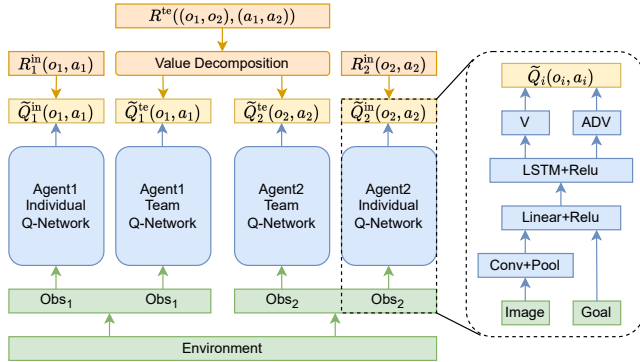 R^te((o_1, o_2), (a_1, a_2))
R_1^in(o_1, a_1)
Value Decomposition
R_2^in(o_2, a_2)
Q̃_1^in(o_1, a_1)
Q̃_1^te(o_1, a_1)
Q̃_2^te(o_2, a_2)
Q̃_2^in(o_2, a_2)
Agent1
Individual
Q-Network
Agent1
Team
Q-Network
Agent2
Team
Q-Network
Agent2
Individual
Q-Network
Obs_1
Obs_1
Obs_2
Obs_2
Environment
Q̃_i(o_i, a_i)
V
ADV
LSTM+Relu
Linear+Relu
Conv+Pool
Image
Goal